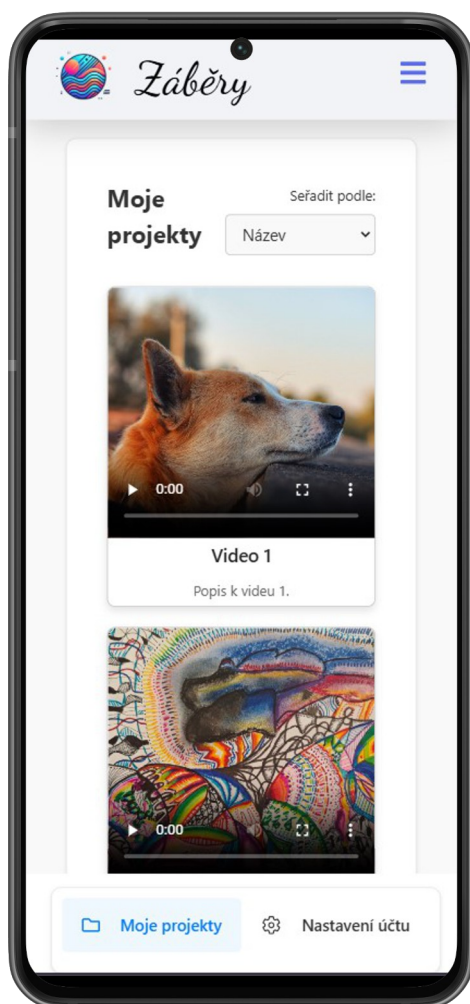 Záběry
Moje
projekty
Seřadit podle:
Název
0:00
Video 1
Popis k videu 1.
0:00
Moje projekty
Nastavení účtu